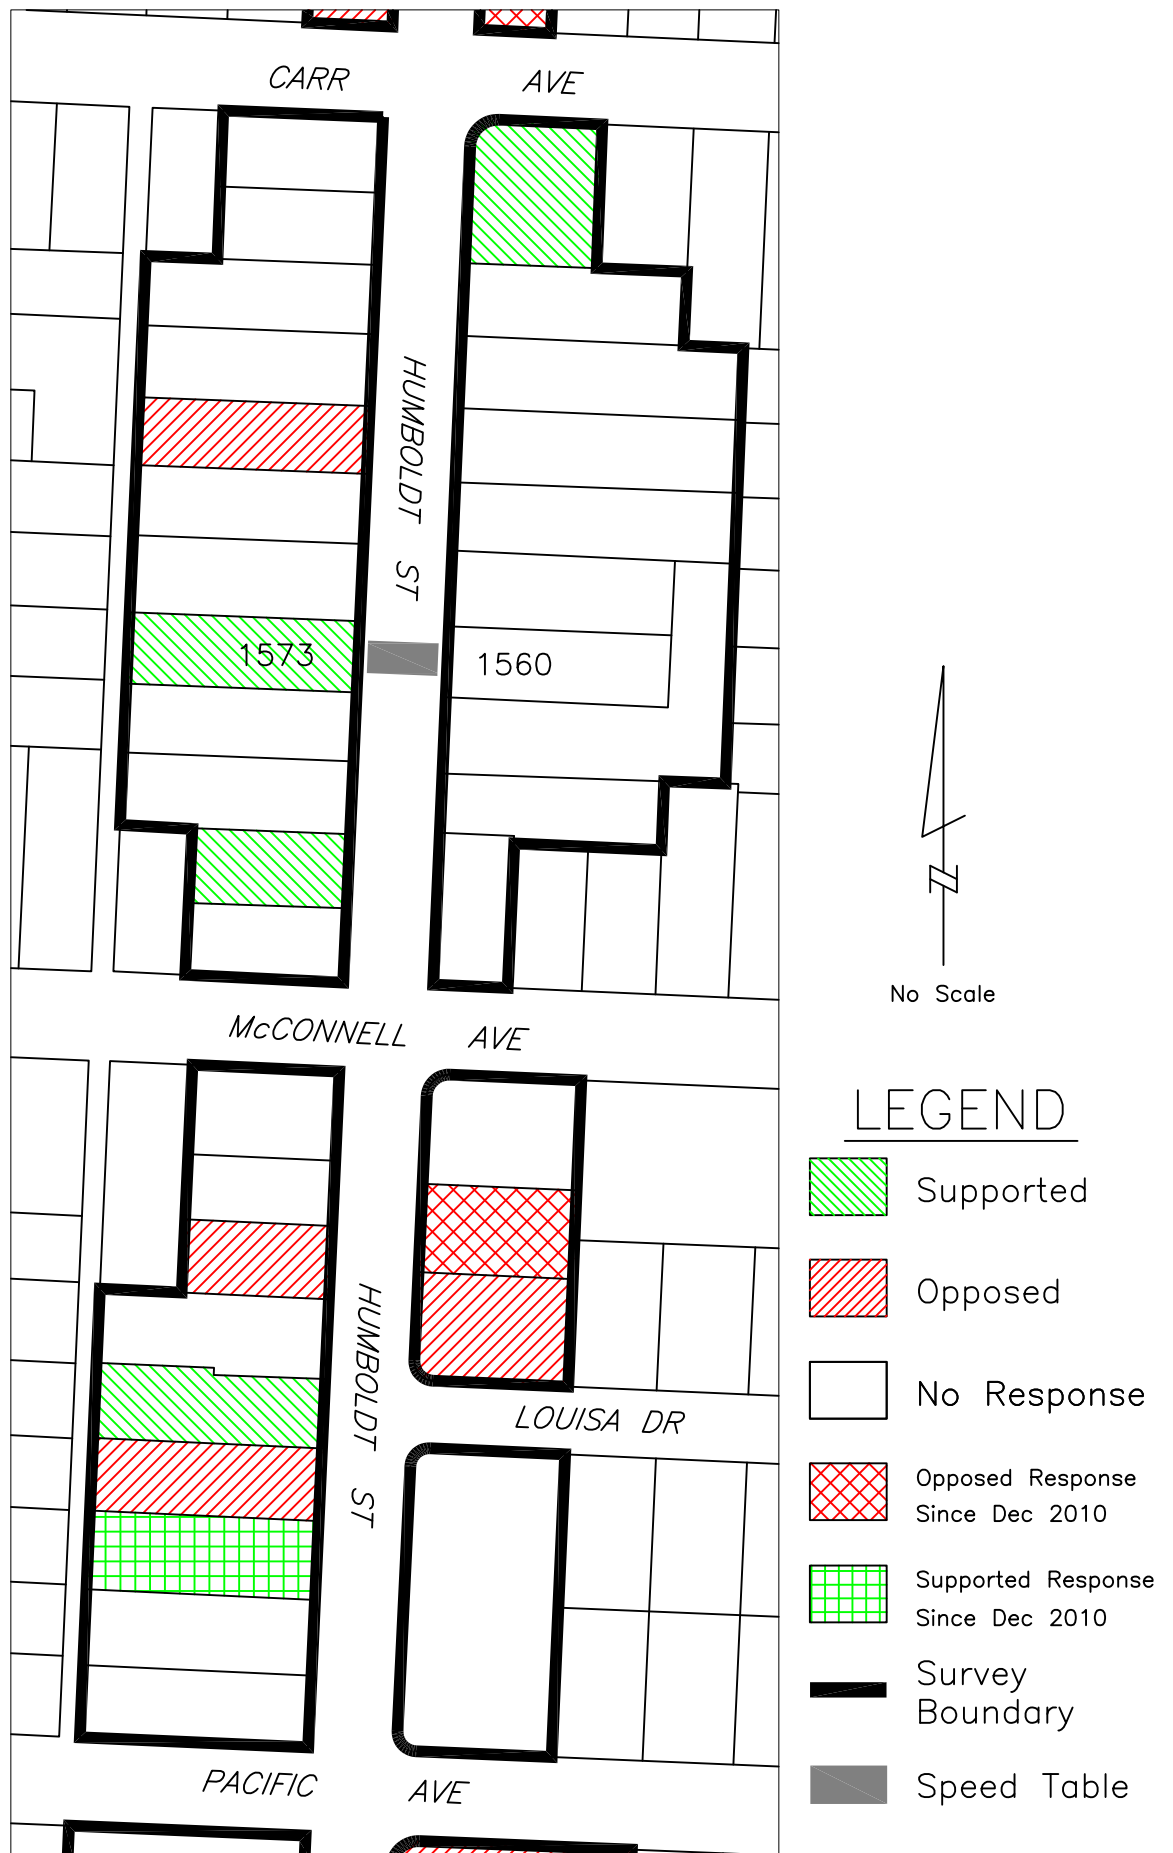 CARR AVE
HUMBOLDT ST
1573
1560
No Scale
McCONNELL AVE
HUMBOLDT ST
LOUISA DR
PACIFIC AVE
LEGEND
Supported
Opposed
No Response
Opposed Response
Since Dec 2010
Supported Response
Since Dec 2010
Survey
Boundary
Speed Table